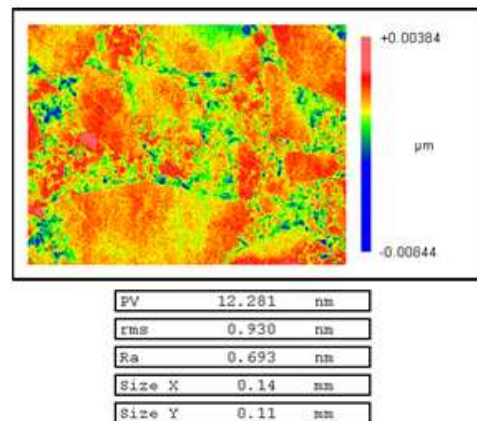 +0.00384
µm
-0.00844
PV 12.281 nm
rms 0.930 nm
Ra 0.693 nm
Size X 0.14 mm
Size Y 0.11 mm